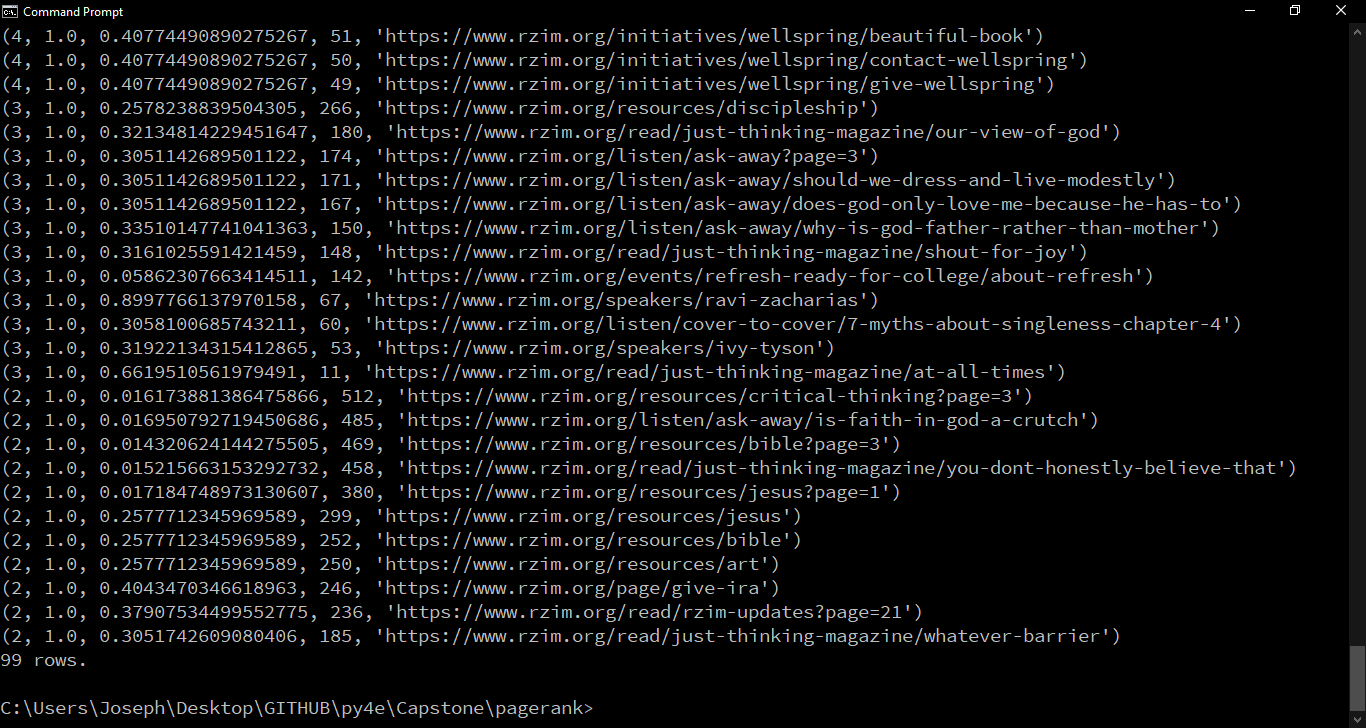 Command Prompt
(4, 1.0, 0.40774490890275267, 51, 'https://www.rzim.org/initiatives/wellspring/beautiful-book')
(4, 1.0, 0.40774490890275267, 50, 'https://www.rzim.org/initiatives/wellspring/contact-wellspring')
(4, 1.0, 0.40774490890275267, 49, 'https://www.rzim.org/initiatives/wellspring/give-wellspring')
(3, 1.0, 0.2578238839504305, 266, 'https://www.rzim.org/resources/discipleship')
(3, 1.0, 0.32134814229451647, 180, 'https://www.rzim.org/read/just-thinking-magazine/our-view-of-god')
(3, 1.0, 0.3051142689501122, 174, 'https://www.rzim.org/listen/ask-away?page=3')
(3, 1.0, 0.3051142689501122, 171, 'https://www.rzim.org/listen/ask-away/should-we-dress-and-live-modestly')
(3, 1.0, 0.3051142689501122, 167, 'https://www.rzim.org/listen/ask-away/does-god-only-love-me-because-he-has-to')
(3, 1.0, 0.33510147741041363, 150, 'https://www.rzim.org/listen/ask-away/why-is-god-father-rather-than-mother')
(3, 1.0, 0.3161025591421459, 148, 'https://www.rzim.org/read/just-thinking-magazine/shout-for-joy')
(3, 1.0, 0.05862307663414511, 142, 'https://www.rzim.org/events/refresh-ready-for-college/about-refresh')
(3, 1.0, 0.8997766137970158, 67, 'https://www.rzim.org/speakers/ravi-zacharias')
(3, 1.0, 0.3058100685743211, 60, 'https://www.rzim.org/listen/cover-to-cover/7-myths-about-singleness-chapter-4')
(3, 1.0, 0.31922134315412865, 53, 'https://www.rzim.org/speakers/ivy-tyson')
(3, 1.0, 0.6619510561979491, 11, 'https://www.rzim.org/read/just-thinking-magazine/at-all-times')
(2, 1.0, 0.016173881386475866, 512, 'https://www.rzim.org/resources/critical-thinking?page=3')
(2, 1.0, 0.016950792719450686, 485, 'https://www.rzim.org/listen/ask-away/is-faith-in-god-a-crutch')
(2, 1.0, 0.014320624144275505, 469, 'https://www.rzim.org/resources/bible?page=3')
(2, 1.0, 0.015215663153292732, 458, 'https://www.rzim.org/read/just-thinking-magazine/you-dont-honestly-believe-that')
(2, 1.0, 0.017184748973130607, 380, 'https://www.rzim.org/resources/jesus?page=1')
(2, 1.0, 0.2577712345969589, 299, 'https://www.rzim.org/resources/jesus')
(2, 1.0, 0.2577712345969589, 252, 'https://www.rzim.org/resources/bible')
(2, 1.0, 0.2577712345969589, 250, 'https://www.rzim.org/resources/art')
(2, 1.0, 0.4043470346618963, 246, 'https://www.rzim.org/page/give-ira')
(2, 1.0, 0.37907534499552775, 236, 'https://www.rzim.org/read/rzim-updates?page=21')
(2, 1.0, 0.3051742609080406, 185, 'https://www.rzim.org/read/just-thinking-magazine/whatever-barrier')
99 rows.
C:\Users\Joseph\Desktop\GITHUB\py4e\Capstone\pagerank>